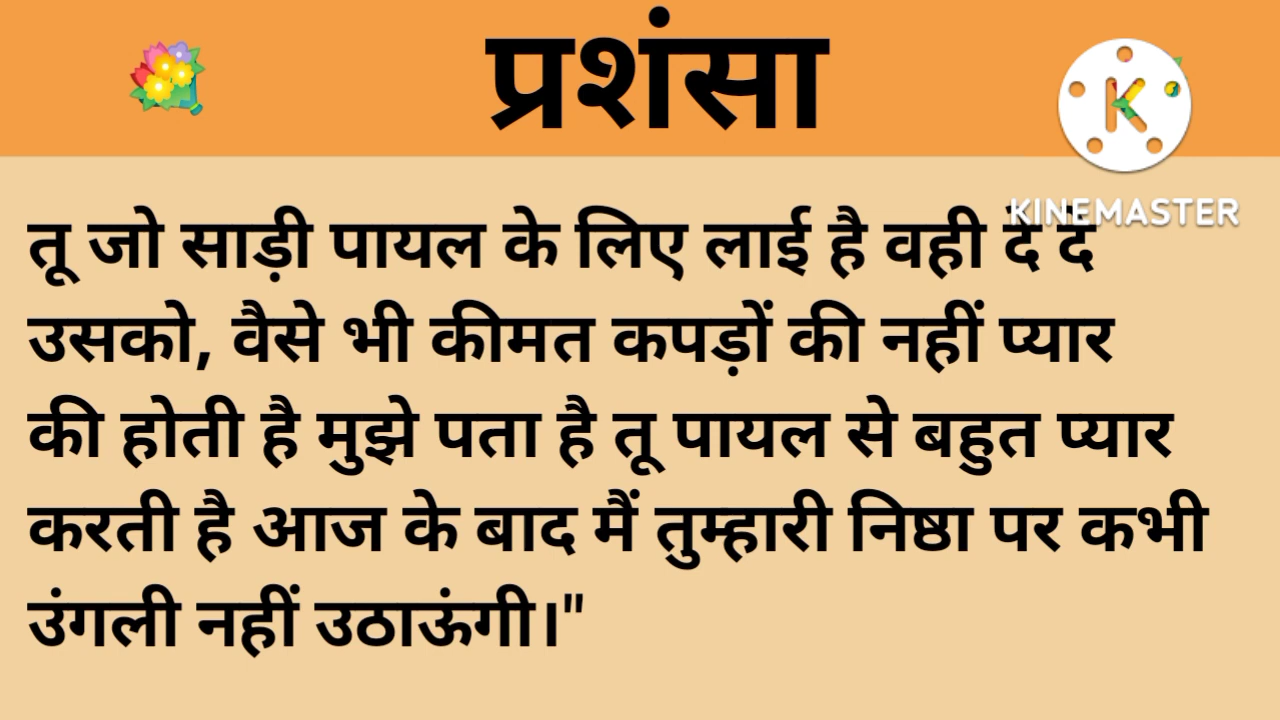 प्रशंसा
KINEMASTER
तू जो साड़ी पायल के लिए लाई है वही दे दे
उसको, वैसे भी कीमत कपड़ों की नहीं प्यार
की होती है मुझे पता है तू पायल से बहुत प्यार
करती है आज के बाद मैं तुम्हारी निष्ठा पर कभी
उंगली नहीं उठाऊंगी।"